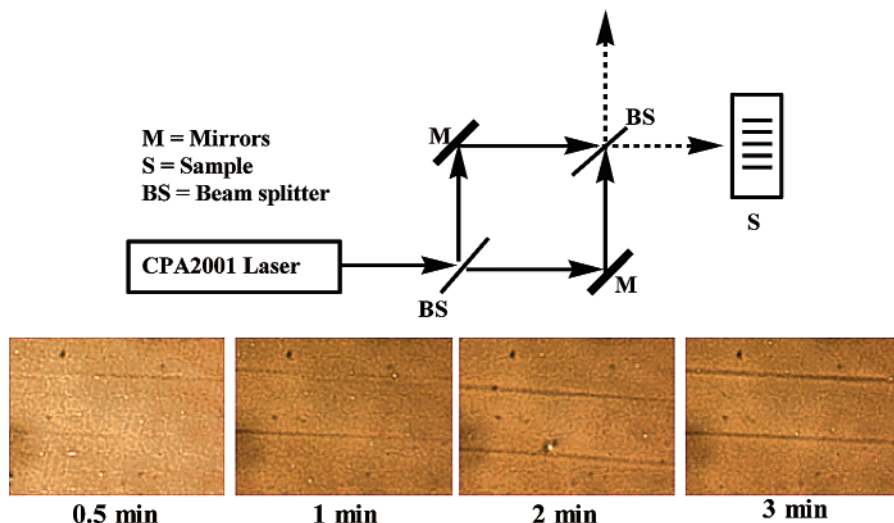 BS
M
M = Mirrors
S = Sample
BS = Beam splitter
S
CPA2001 Laser
M
BS
0.5 min
1 min
2 min
3 min